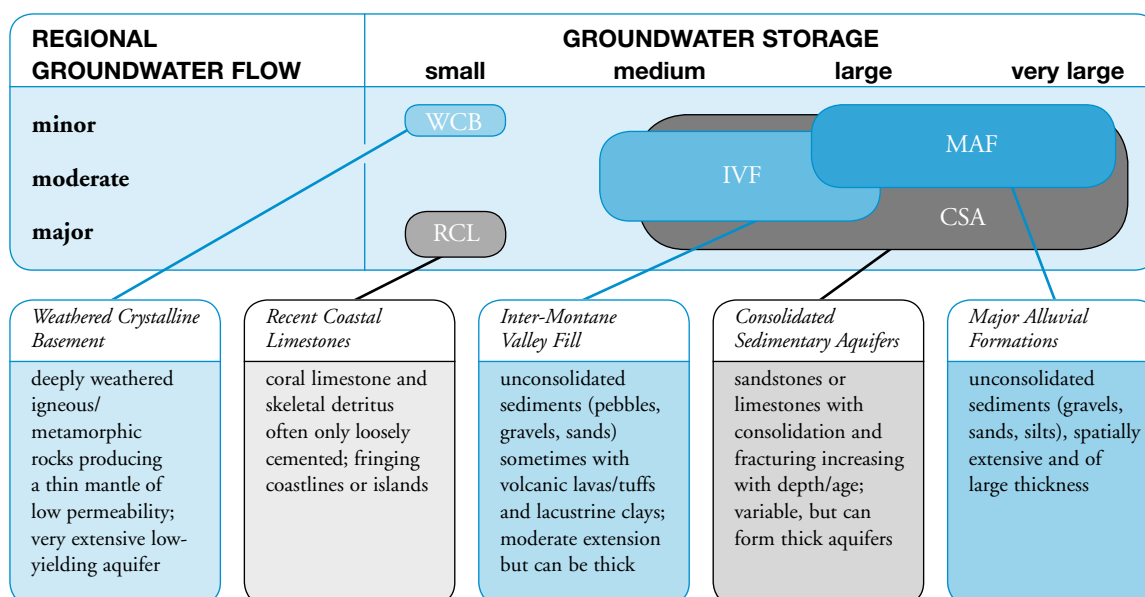 REGIONAL
GROUNDWATER FLOW
GROUNDWATER STORAGE
small medium large very large
minor
moderate
major
WCB
MAF
IVF
CSA
RCL
Weathered Crystalline
Basement
deeply weathered
igneous/
metamorphic
rocks producing
a thin mantle of
low permeability;
very extensive low-
yielding aquifer
Recent Coastal
Limestones
coral limestone and
skeletal detritus
often only loosely
cemented; fringing
coastlines or islands
Inter-Montane
Valley Fill
unconsolidated
sediments (pebbles,
gravels, sands)
sometimes with
volcanic lavas/tuffs
and lacustrine clays;
moderate extension
but can be thick
Consolidated
Sedimentary Aquifers
sandstones or
limestones with
consolidation and
fracturing increasing
with depth/age;
variable, but can
form thick aquifers
Major Alluvial
Formations
unconsolidated
sediments (gravels,
sands, silts), spatially
extensive and of
large thickness